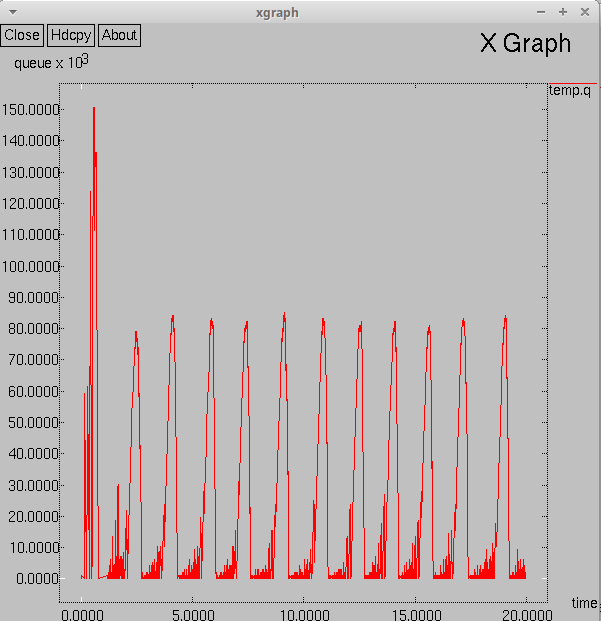 xgraph
Close Hdcpy About
X Graph
queue x 10^3
temp.q
150.0000
140.0000
130.0000
120.0000
110.0000
100.0000
90.0000
80.0000
70.0000
60.0000
50.0000
40.0000
30.0000
20.0000
10.0000
0.0000
time
0.0000 5.0000 10.0000 15.0000 20.0000